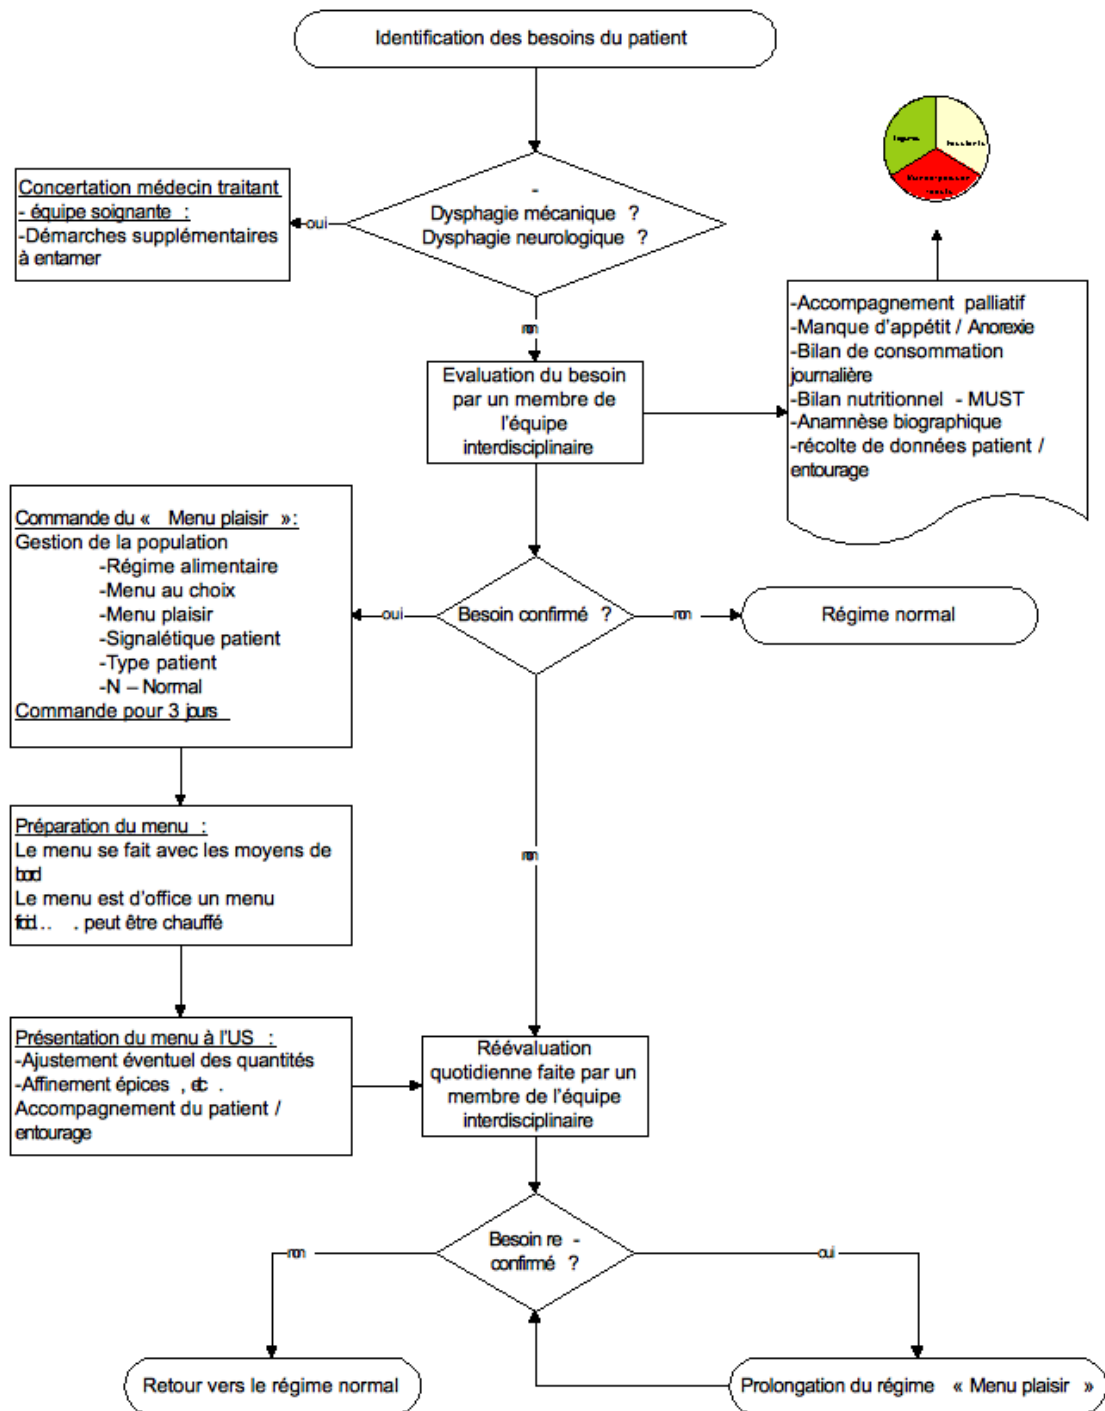 Identification des besoins du patient
Concertation médecin traitant
- équipe soignante :
-Démarches supplémentaires
à entamer
oui
-
Dysphagie mécanique ?
Dysphagie neurologique ?
non
Evaluation du besoin
par un membre de
l'équipe
interdisciplinaire
-Accompagnement palliatif
-Manque d'appétit / Anorexie
-Bilan de consommation
journalière
-Bilan nutritionnel - MUST
-Anamnèse biographique
-récolte de données patient /
entourage
Commande du « Menu plaisir »:
Gestion de la population
-Régime alimentaire
-Menu au choix
-Menu plaisir
-Signalétique patient
-Type patient
-N – Normal
Commande pour 3 jours
oui
Besoin confirmé ?
non
Régime normal
Préparation du menu :
Le menu se fait avec les moyens de
bord
Le menu est d'office un menu
froid... . peut être chauffé
non
Présentation du menu à l'US :
-Ajustement éventuel des quantités
-Affinement épices , etc .
Accompagnement du patient /
entourage
Réévaluation
quotidienne faite par un
membre de l'équipe
interdisciplinaire
non
Besoin re -
confirmé ?
oui
Retour vers le régime normal
Prolongation du régime « Menu plaisir »